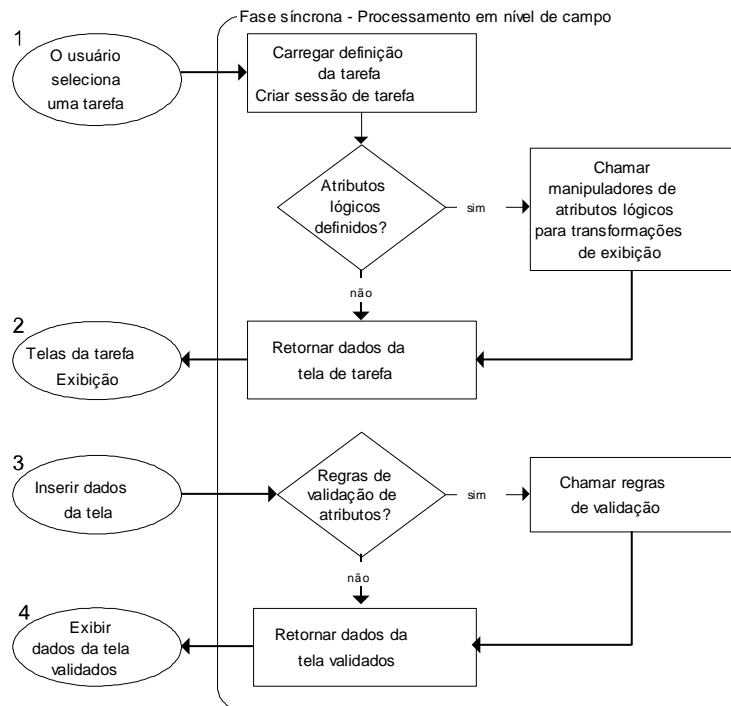 Fase síncrona - Processamento em nível de campo
1
O usuário
seleciona
uma tarefa
Carregar definição
da tarefa
Criar sessão de tarefa
Atributos
lógicos
definidos?
sim
Chamar
manipuladores de
atributos lógicos
para transformações
de exibição
não
2
Telas da tarefa
Exibição
Retornar dados da
tela de tarefa
3
Inserir dados
da tela
Regras de
validação de
atributos?
sim
Chamar regras
de validação
não
4
Exibir
dados da tela
validados
Retornar dados da
tela validados